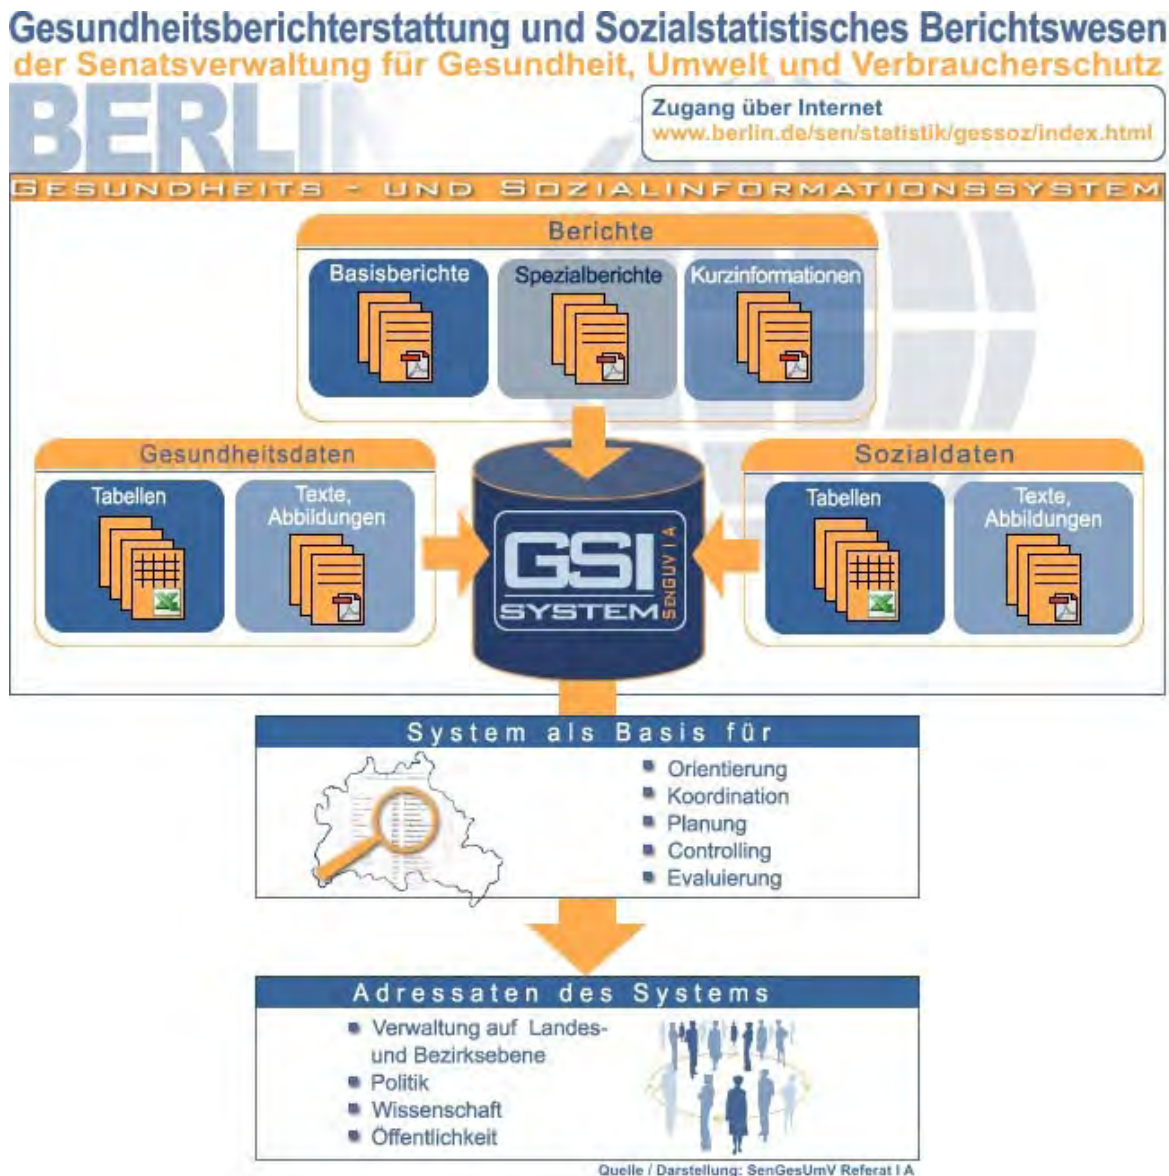 Gesundheitsberichterstattung und Sozialstatistisches Berichtswesen
der Senatsverwaltung für Gesundheit, Umwelt und Verbraucherschutz
BERLIN
Zugang über Internet
www.berlin.de/sen/statistik/gessoz/index.html
GESUNDHEITS - UND SOZIALINFORMATIONSSYSTEM
Berichte
Basisberichte
Spezialberichte
Kurzinformationen
Gesundheitsdaten
Tabellen
Texte,
Abbildungen
GSI
SYSTEM
SENGUV I A
Sozialdaten
Tabellen
Texte,
Abbildungen
System als Basis für
Orientierung
Koordination
Planung
Controlling
Evaluierung
Adressaten des Systems
Verwaltung auf Landes-
und Bezirksebene
Politik
Wissenschaft
Öffentlichkeit
Quelle / Darstellung: SenGesUmV Referat I A